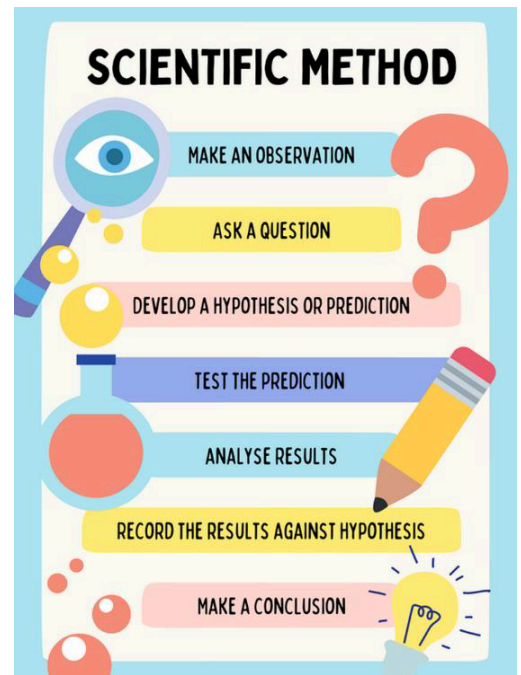 SCIENTIFIC METHOD
MAKE AN OBSERVATION
ASK A QUESTION
DEVELOP A HYPOTHESIS OR PREDICTION
TEST THE PREDICTION
ANALYSE RESULTS
RECORD THE RESULTS AGAINST HYPOTHESIS
MAKE A CONCLUSION